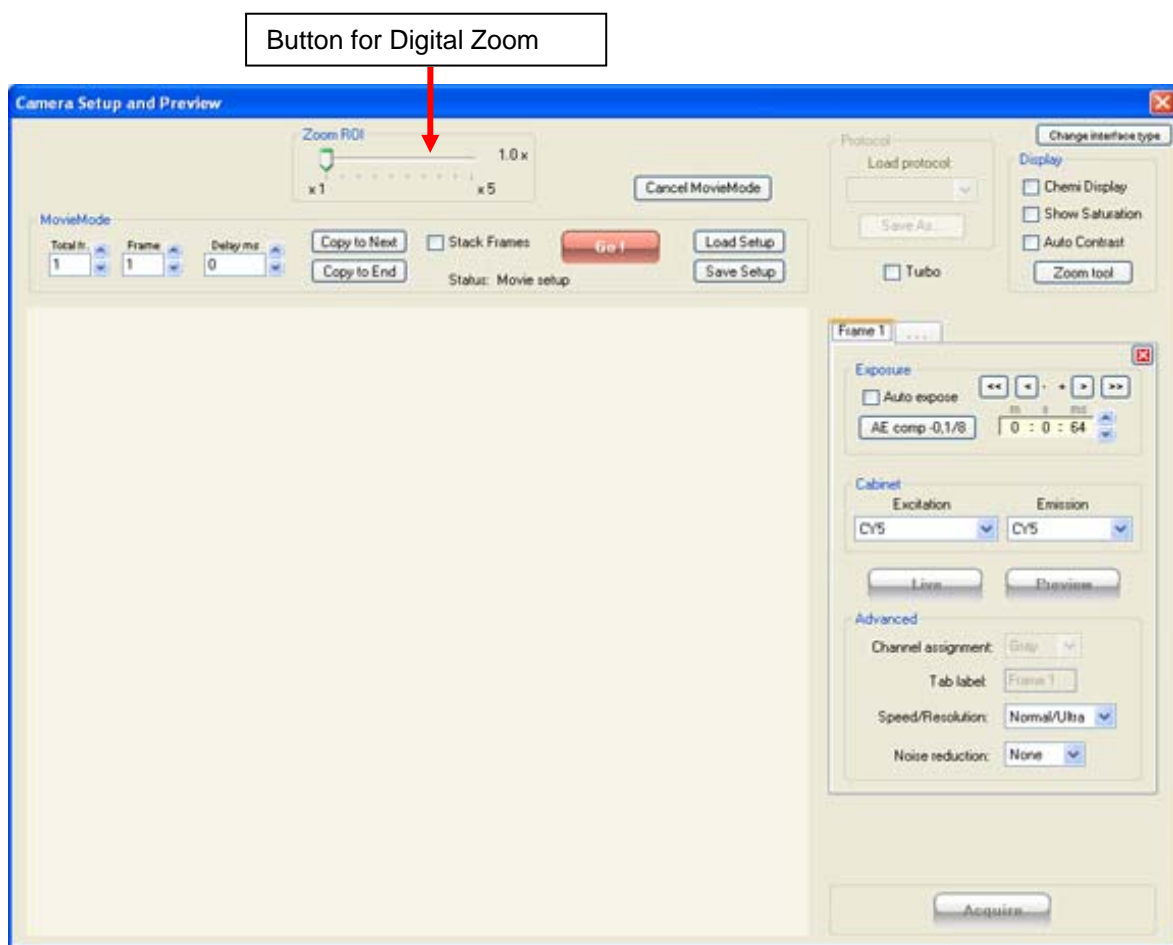 Button for Digital Zoom
Camera Setup and Preview
Zoom ROI
1.0 x
x 1
x 5
Cancel MovieMode
Protocol
Load protocol:
Save As...
Turbo
Change interface type
Display
Chemi Display
Show Saturation
Auto Contrast
Zoom tool
MovieMode
Total fr.
Frame
Delay ms
1
1
0
Copy to Next
Copy to End
Stack Frames
Status: Movie setup
Go !
Load Setup
Save Setup
Frame 1
. . . .
Exposure
Auto expose
<< < - + > >>
AE comp -0,1/8
m s ms
0 : 0 : 64
Cabinet
Excitation Emission
CY5 CY5
Live Preview
Advanced
Channel assignment: Gray
Tab label: Frame 1
Speed/Resolution: Normal/Ultra
Noise reduction: None
Acquire